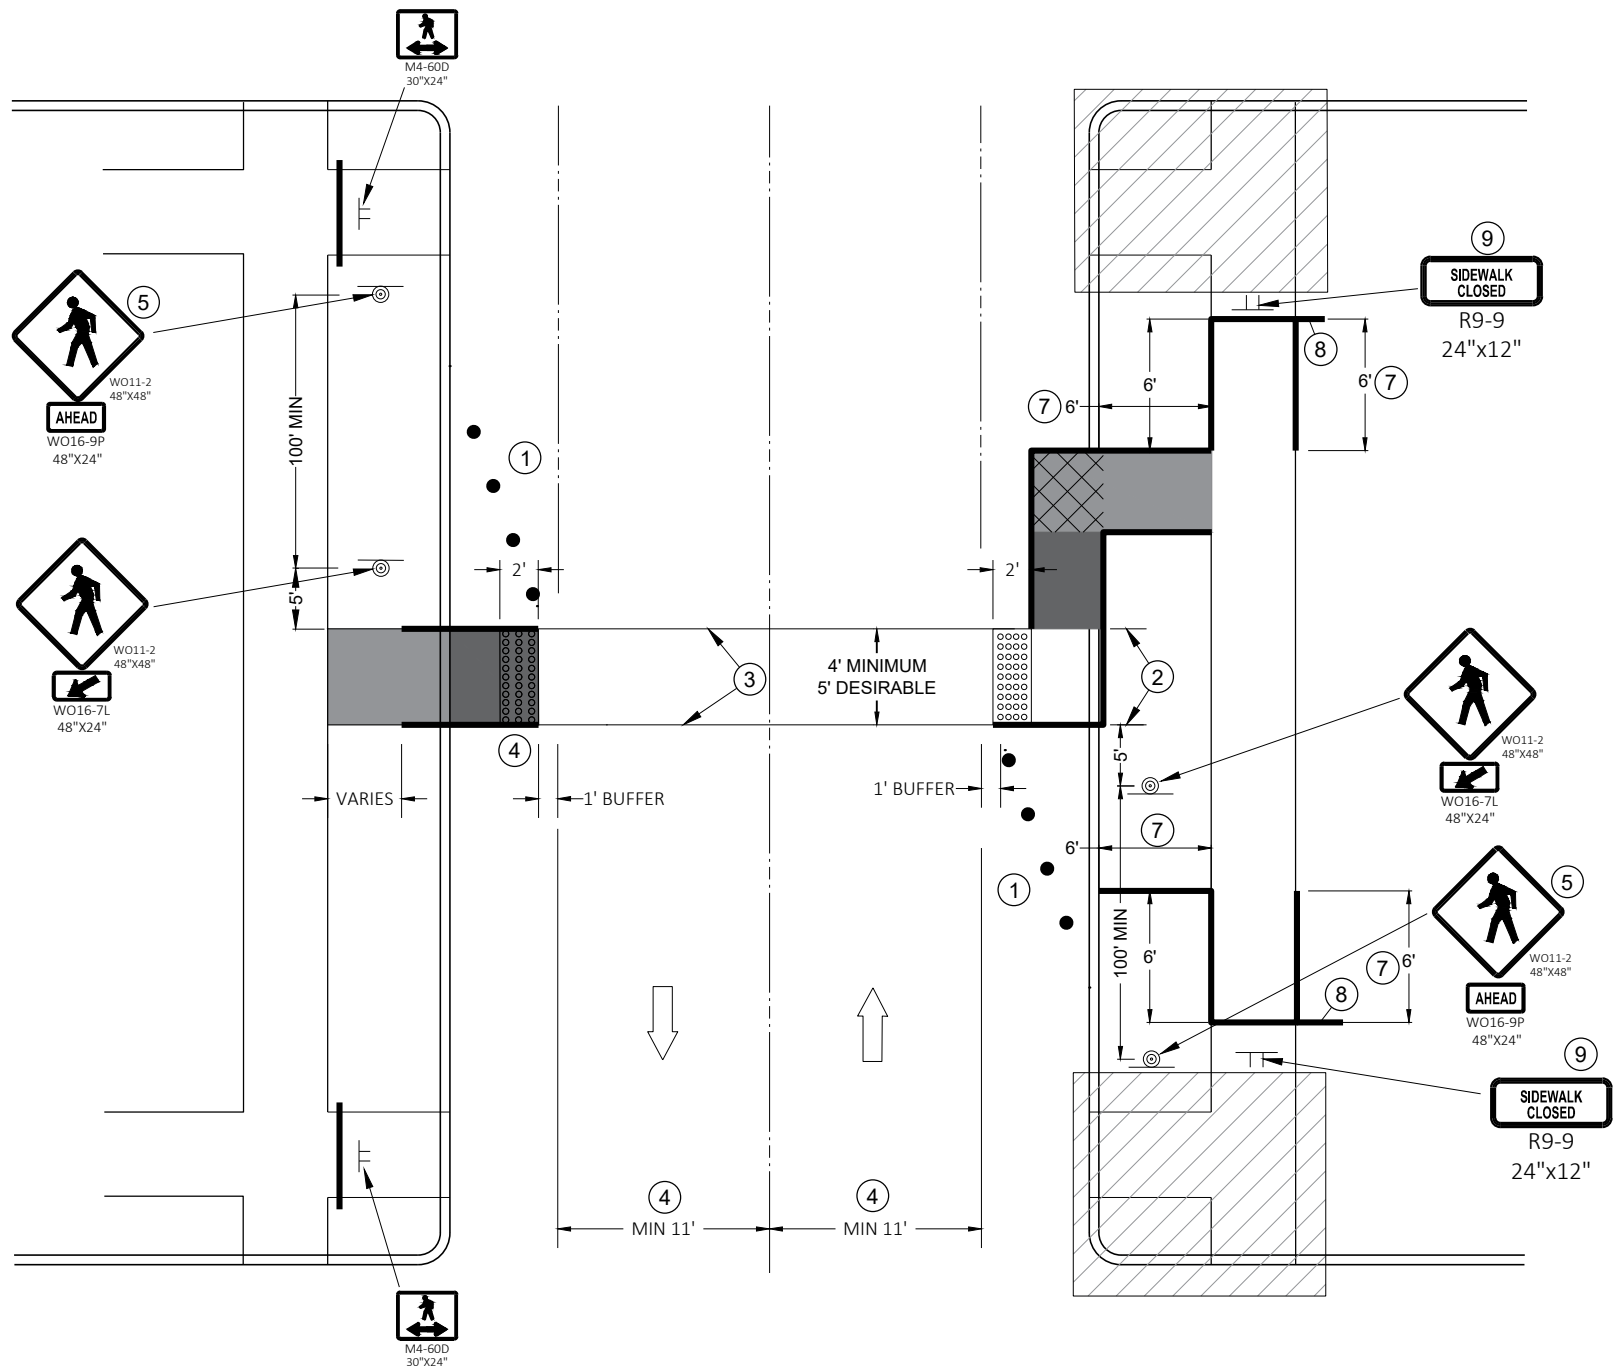 M4-60D
30"X24"
9
SIDEWALK
CLOSED
R9-9
24"x12"
5
WO11-2
48"X48"
AHEAD
WO16-9P
48"X24"
8
6'
6'
7
7
6'
100' MIN
1
WO11-2
48"X48"
WO16-7L
48"X24"
5'
2'
2'
3
4' MINIMUM
5' DESIRABLE
2
WO11-2
48"X48"
WO16-7L
48"X24"
4
VARIES
1' BUFFER
1' BUFFER
5'
7
6'
1
100' MIN
6'
5
WO11-2
48"X48"
AHEAD
WO16-9P
48"X24"
7
6'
8
9
SIDEWALK
CLOSED
R9-9
24"x12"
4
MIN 11'
4
MIN 11'
M4-60D
30"X24"